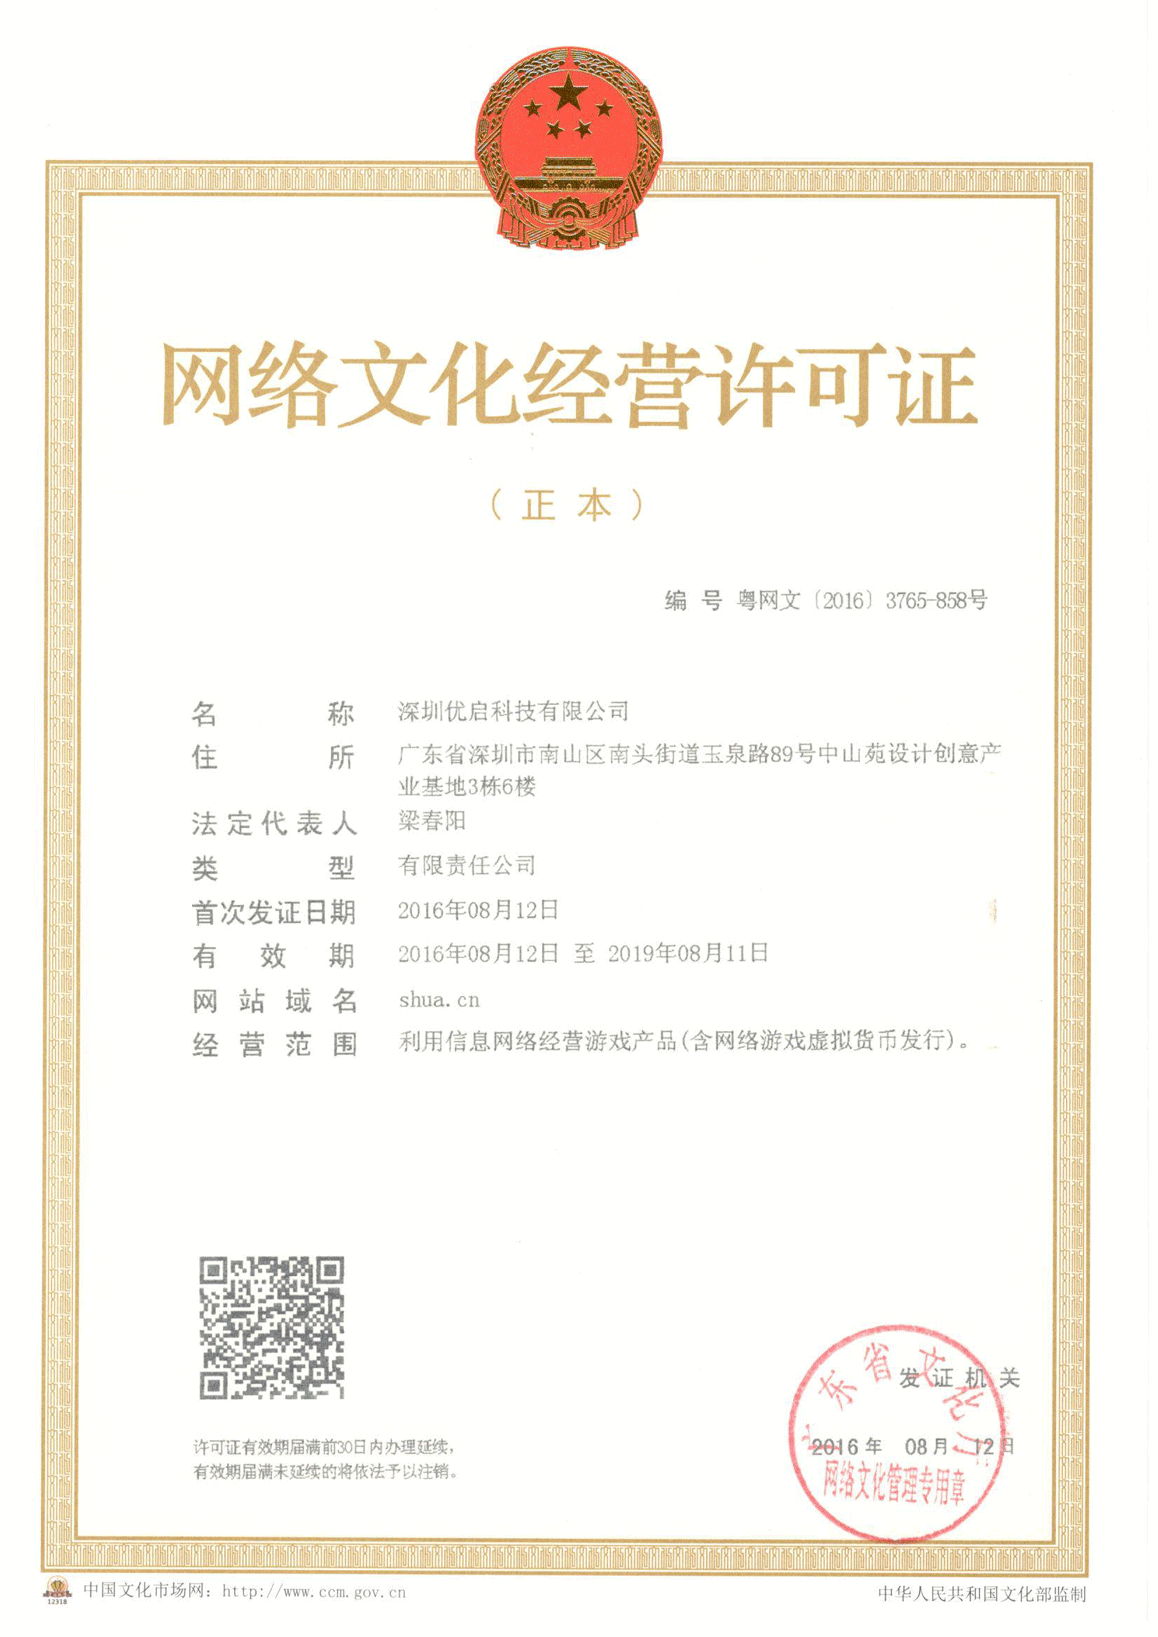 网络文化经营许可证
（正本）
编号 粤网文〔2016〕3765-858号
名称 深圳优启科技有限公司
住所 广东省深圳市南山区南头街道玉泉路89号中山苑设计创意产
业基地3栋6楼
法定代表人 梁春阳
类型 有限责任公司
首次发证日期 2016年08月12日
有效期 2016年08月12日 至 2019年08月11日
网站域名 shua.cn
经营范围 利用信息网络经营游戏产品(含网络游戏虚拟货币发行)。
广东省文化厅
发证机关
2016年 08月 12日
网络文化管理专用章
许可证有效期届满前30日内办理延续，
有效期届满未延续的将依法予以注销。
12318
中国文化市场网：http://www.ccm.gov.cn
中华人民共和国文化部监制